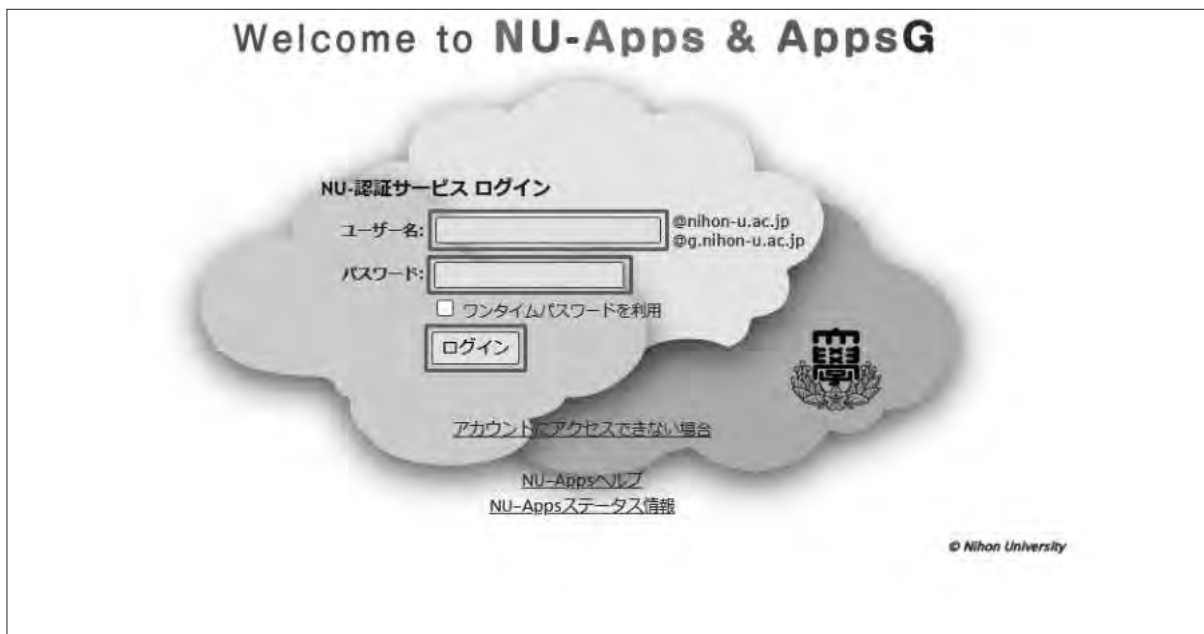 Welcome to NU-Apps & AppsG
NU-認証サービス ログイン
ユーザー名:
@nihon-u.ac.jp
@g.nihon-u.ac.jp
パスワード:
ワンタイムパスワードを利用
ログイン
アカウントにアクセスできない場合
NU-Appsヘルプ
NU-Appsステータス情報
© Nihon University